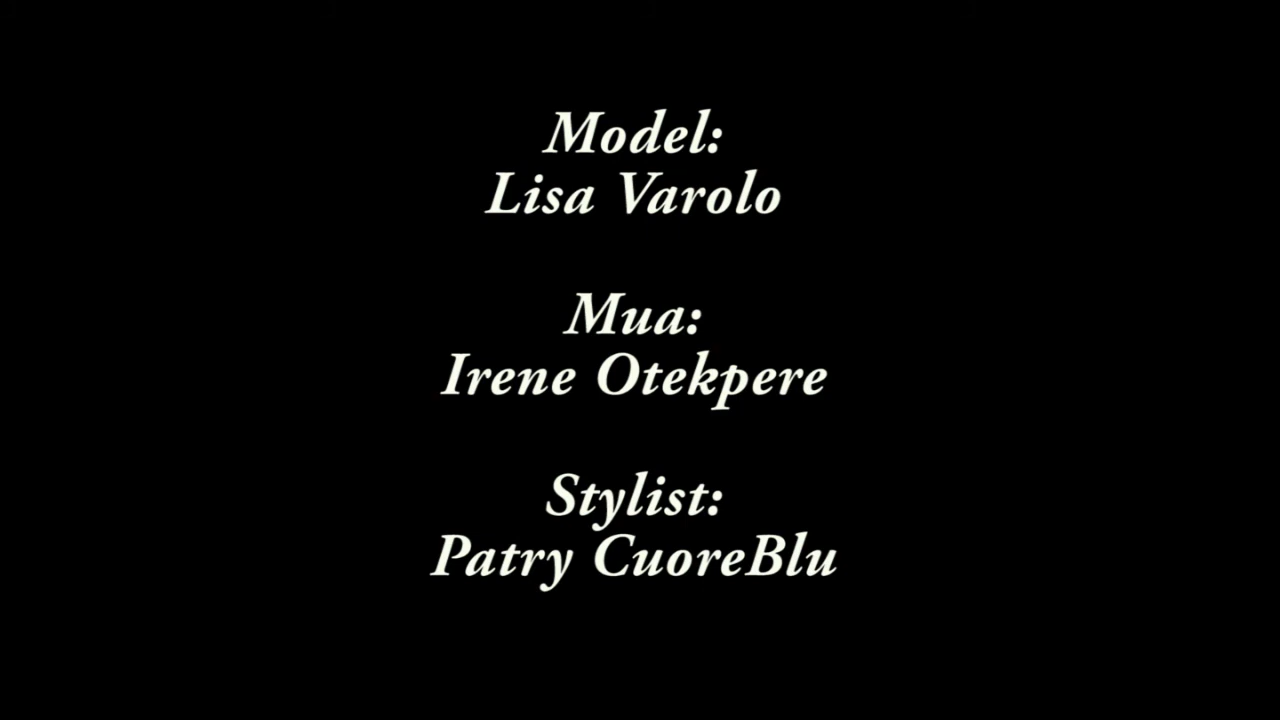 Model:
Lisa Varolo
Mua:
Irene Otekpere
Stylist:
Patry CuoreBlu